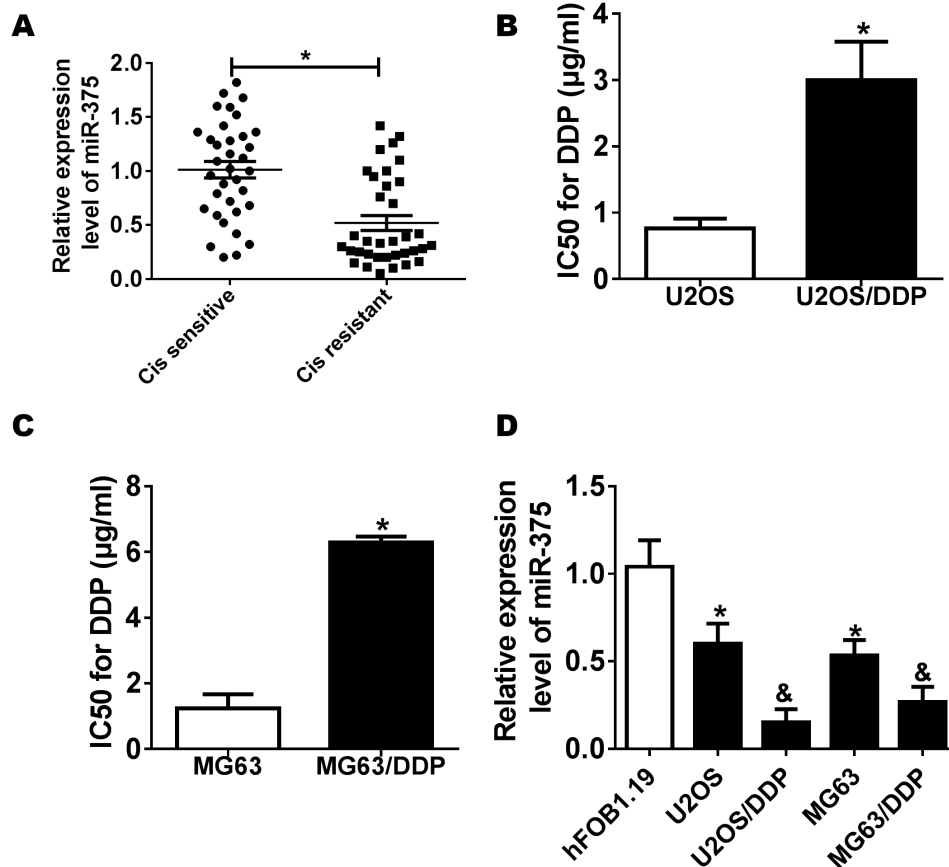 A
*
Relative expression
level of miR-375
2.0
1.5
1.0
0.5
0.0
Cis sensitive
Cis resistant
B
IC50 for DDP (μg/ml)
4
3
2
1
0
*
U2OS
U2OS/DDP
C
IC50 for DDP (μg/ml)
8
6
4
2
0
*
MG63
MG63/DDP
D
Relative expression
level of miR-375
1.5
1.0
0.5
0.0
*
&
*
&
hFOB1.19
U2OS
U2OS/DDP
MG63
MG63/DDP